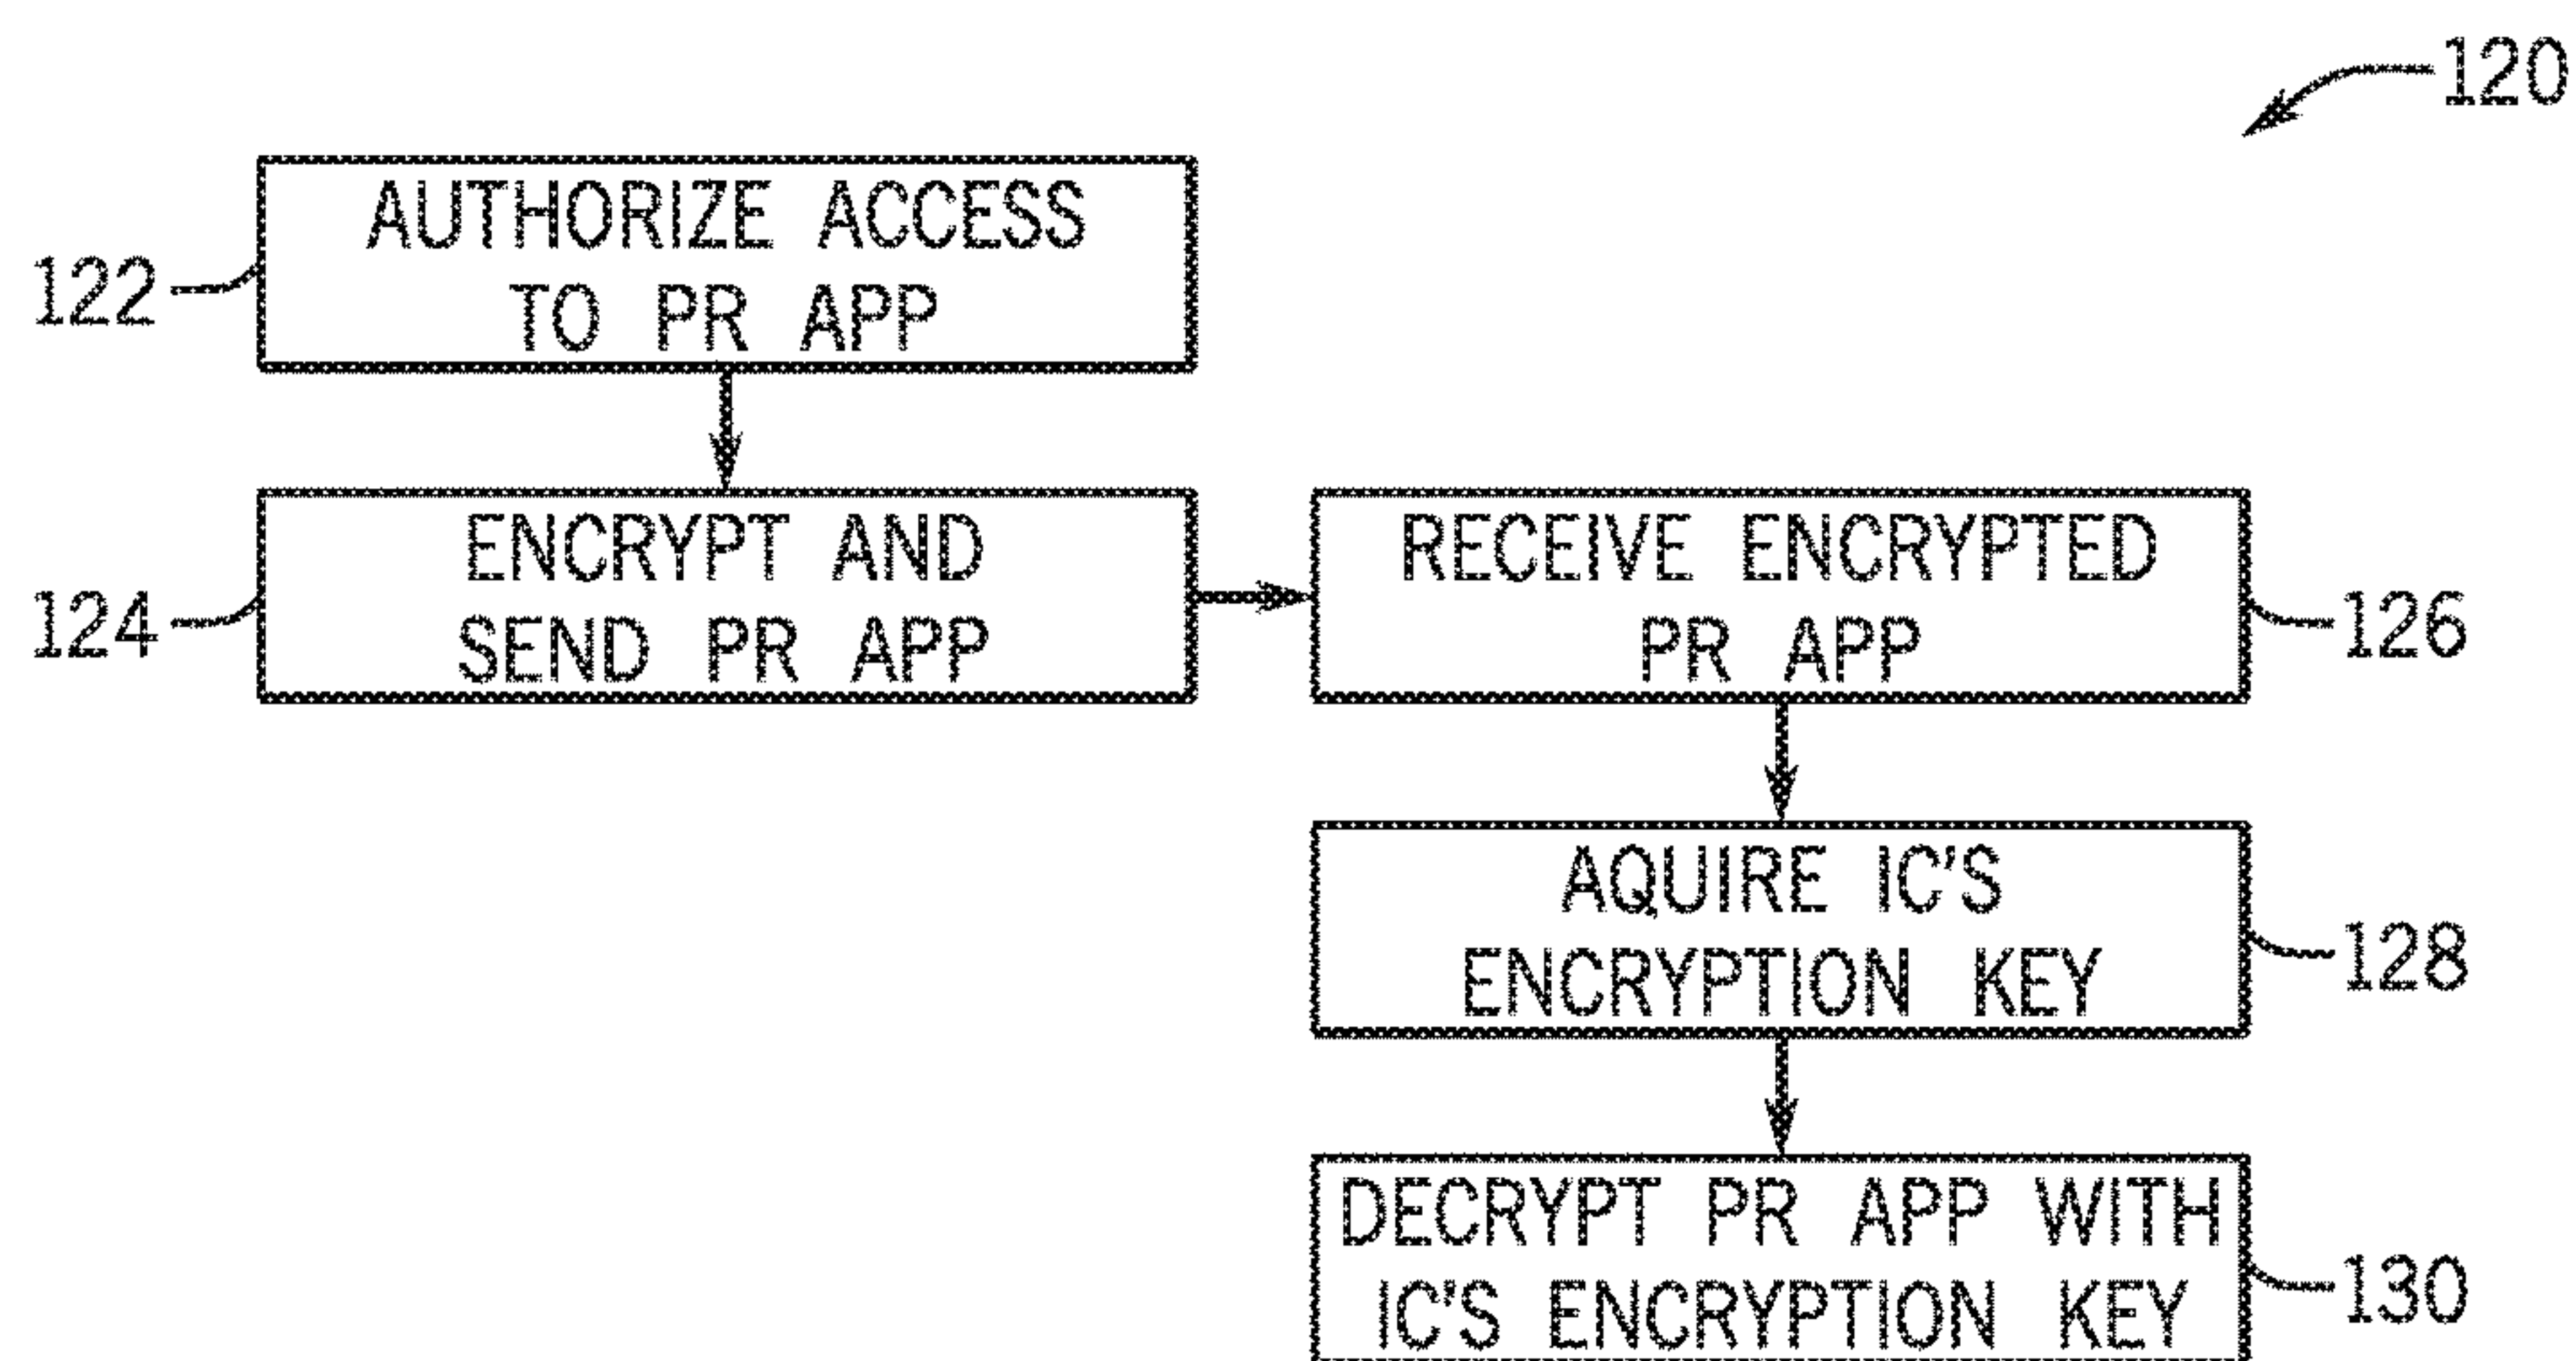 120
122
AUTHORIZE ACCESS
TO PR APP
124
ENCRYPT AND
SEND PR APP
RECEIVE ENCRYPTED
PR APP
126
AQUIRE IC'S
ENCRYPTION KEY
128
DECRYPT PR APP WITH
IC'S ENCRYPTION KEY
130